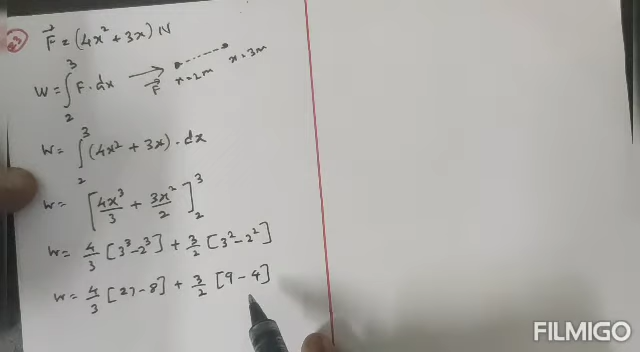 83
F⃗ = (4x² + 3x) N
W = ∫₂³ F · dx → F⃗ x = 2m x = 3m
W = ∫₂³ (4x² + 3x) · dx
W = [4x³/3 + 3x²/2]₂³
W = 4/3 [3³ - 2³] + 3/2 [3² - 2²]
W = 4/3 [27 - 8] + 3/2 [9 - 4]
FILMIGO